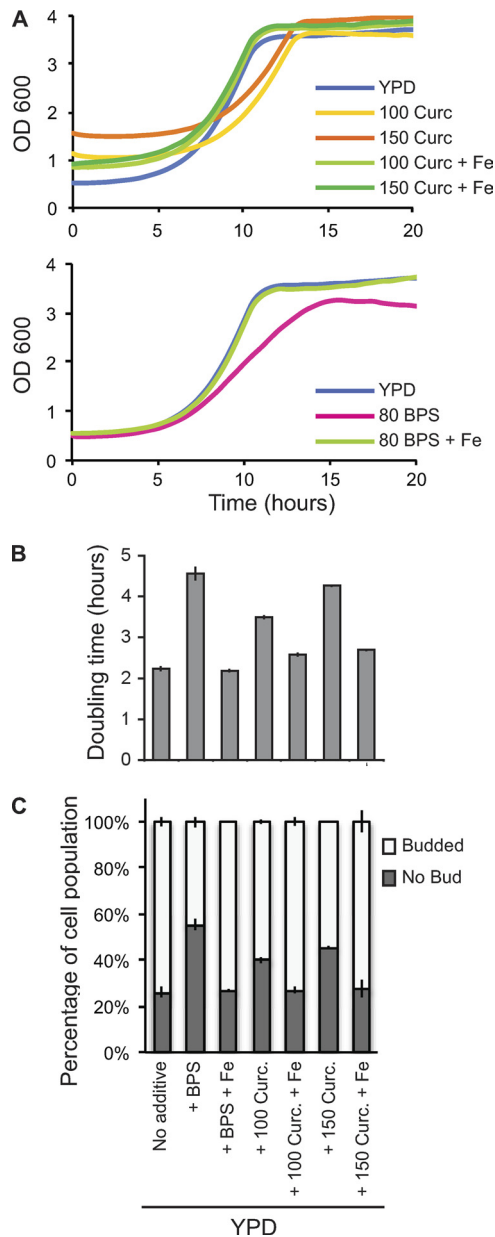 A
OD 600
4
3
2
1
0
YPD
100 Curc
150 Curc
100 Curc + Fe
150 Curc + Fe
0 5 10 15 20
OD 600
4
3
2
1
0
YPD
80 BPS
80 BPS + Fe
0 5 10 15 20
Time (hours)
B
Doubling time (hours)
5
4
3
2
1
0
C
Percentage of cell population
100%
80%
60%
40%
20%
0%
Budded
No Bud
No additive
+ BPS
+ BPS + Fe
+ 100 Curc.
+ 100 Curc. + Fe
+ 150 Curc.
+ 150 Curc. + Fe
YPD